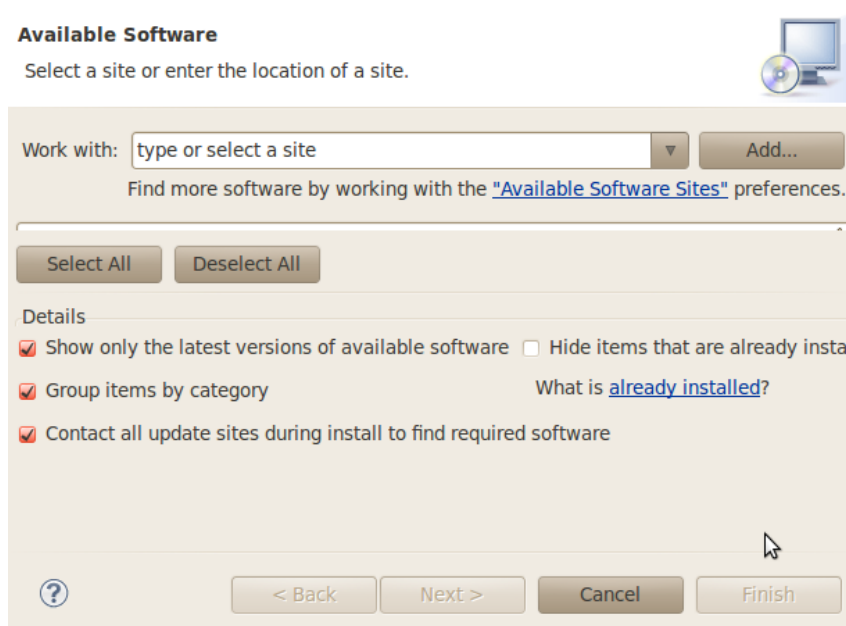 Available Software
Select a site or enter the location of a site.
Work with: type or select a site Add...
Find more software by working with the "Available Software Sites" preferences.
Select All Deselect All
Details
Show only the latest versions of available software Hide items that are already insta
Group items by category What is already installed?
Contact all update sites during install to find required software
? < Back Next > Cancel Finish